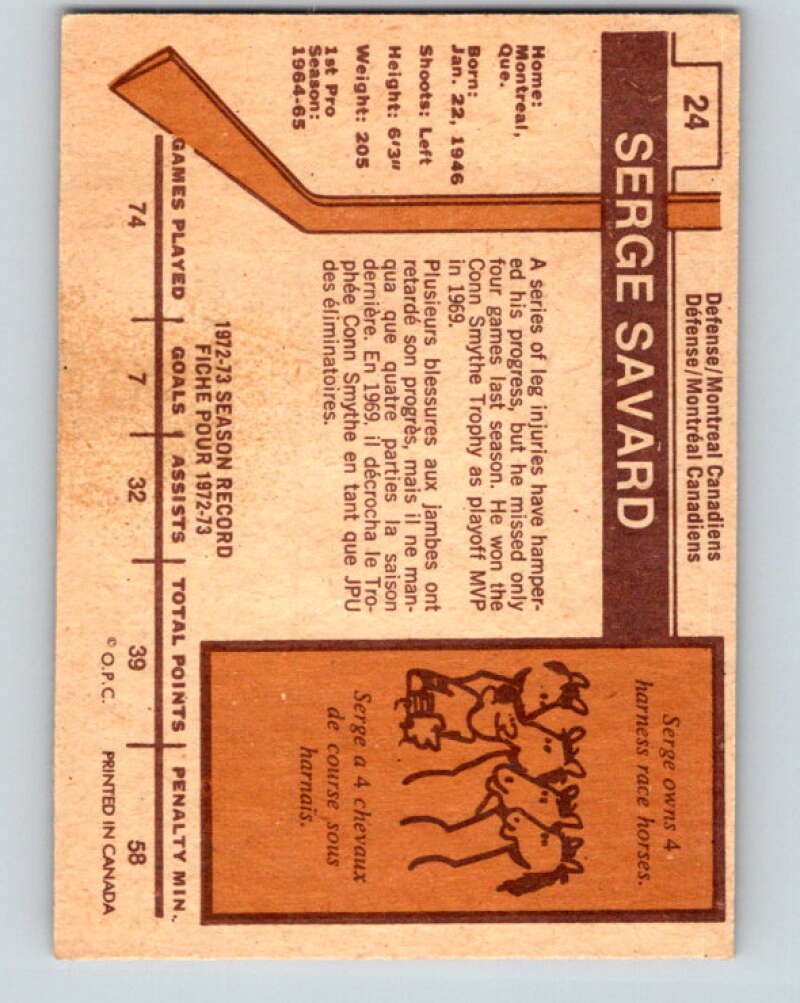 24
Defense/Montreal Canadiens
Défense/Montréal Canadiens
SERGE SAVARD
Home:
Montreal,
Que.
Born:
Jan. 22, 1946
Shoots: Left
Height: 6'3"
Weight: 205
1st Pro
Season:
1964-65
A series of leg injuries have hamper-
ed his progress, but he missed only
four games last season. He won the
Conn Smythe Trophy as playoff MVP
in 1969.
Plusieurs blessures aux jambes ont
retardé son progrès, mais il ne man-
qua que quatre parties la saison
dernière. En 1969, il décrocha le Tro-
phée Conn Smythe en tant que JPU
des éliminatoires.
Serge owns 4
harness race horses.
Serge a 4 chevaux
de course sous
harnais.
1972-73 SEASON RECORD
FICHE POUR 1972-73
GAMES PLAYED GOALS ASSISTS TOTAL POINTS PENALTY MIN.
74 7 32 39 58
© O.P.C. PRINTED IN CANADA